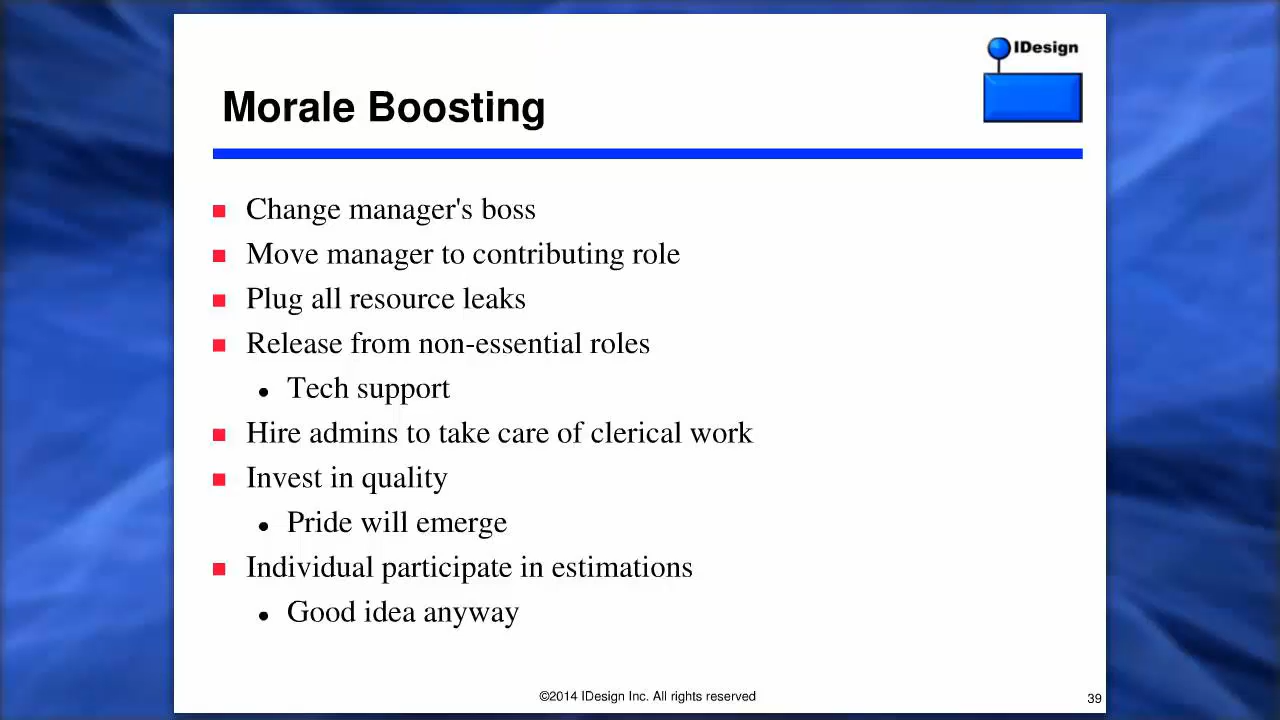 IDesign
Morale Boosting
Change manager's boss
Move manager to contributing role
Plug all resource leaks
Release from non-essential roles
Tech support
Hire admins to take care of clerical work
Invest in quality
Pride will emerge
Individual participate in estimations
Good idea anyway
©2014 IDesign Inc. All rights reserved
39